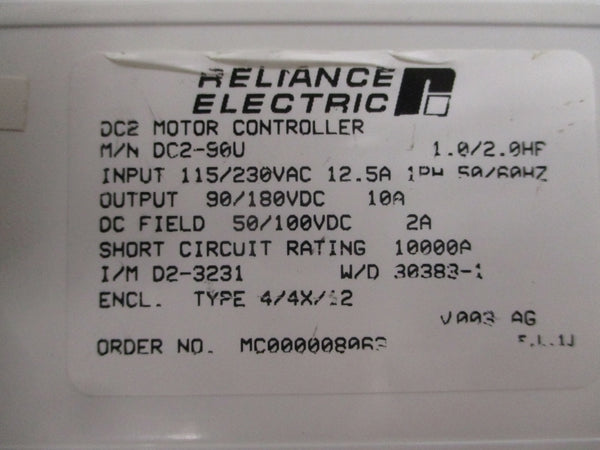 RELIANCE
ELECTRIC
DC2 MOTOR CONTROLLER
M/N DC2-90U 1.0/2.0HP
INPUT 115/230VAC 12.5A 1PH 50/60HZ
OUTPUT 90/180VDC 10A
DC FIELD 50/100VDC 2A
SHORT CIRCUIT RATING 10000A
I/M D2-3231 W/D 30383-1
ENCL. TYPE 4/4X/12
V003 AG
ORDER NO.